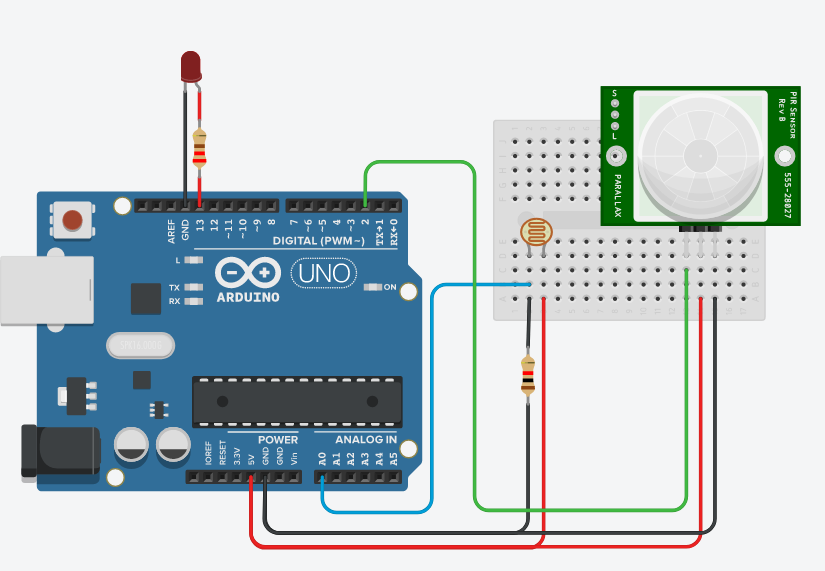 S
L
PARALLAX
PIR SENSOR
REV B
555-28027
AREF
GND
13
12
~11
~10
~9
8
7
~6
~5
4
~3
2
TX→1
RX←0
DIGITAL (PWM~)
L
TX
RX
ARDUINO
UNO
ON
POWER
ANALOG IN
IOREF
RESET
3.3V
5V
GND
GND
Vin
A0
A1
A2
A3
A4
A5